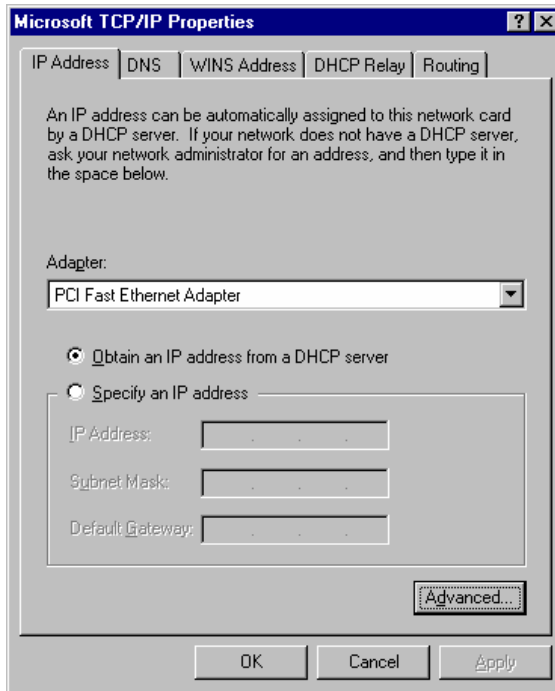 Microsoft TCP/IP Properties
IP Address DNS WINS Address DHCP Relay Routing
An IP address can be automatically assigned to this network card
by a DHCP server. If your network does not have a DHCP server,
ask your network administrator for an address, and then type it in
the space below.
Adapter:
PCI Fast Ethernet Adapter
Obtain an IP address from a DHCP server
Specify an IP address
IP Address:
Subnet Mask:
Default Gateway:
Advanced...
OK Cancel Apply